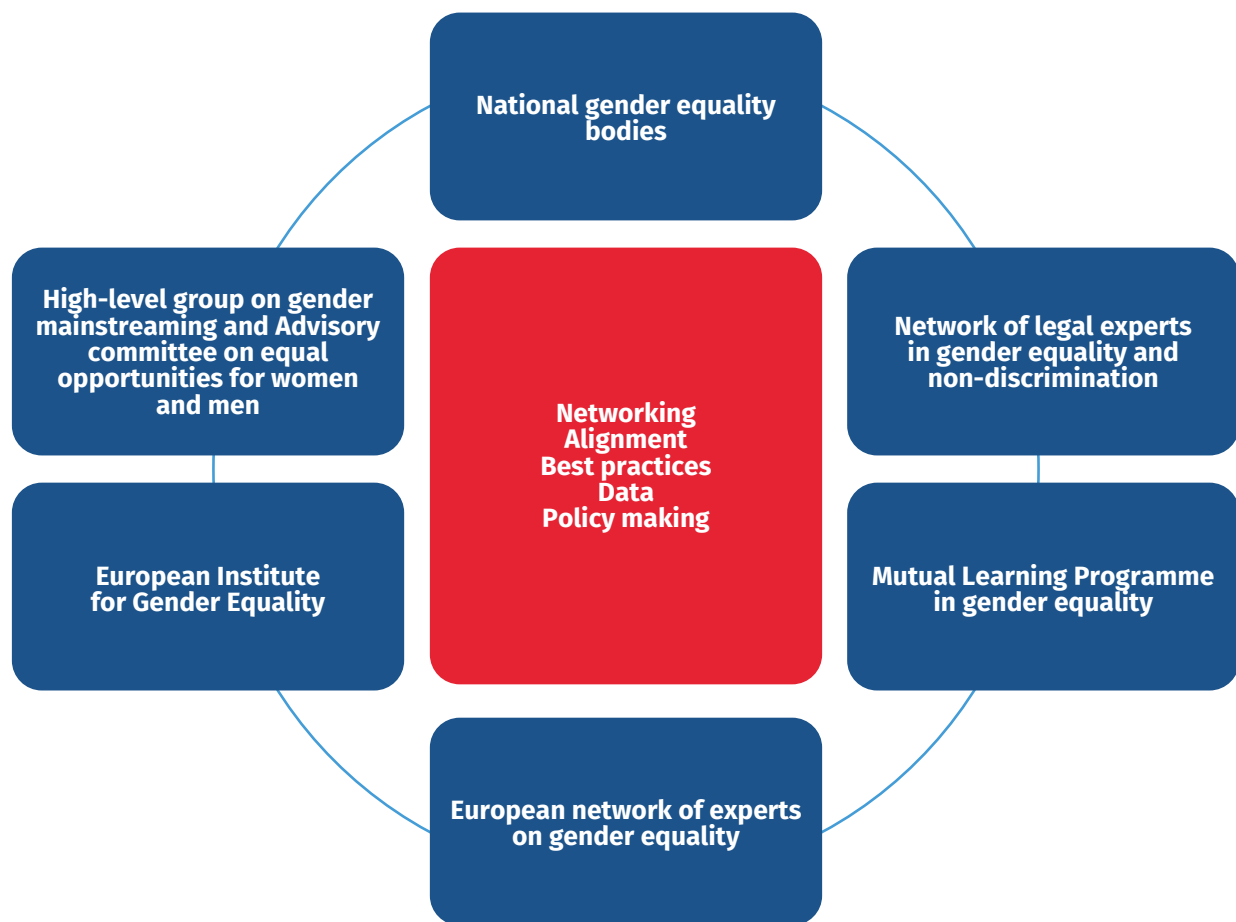 National gender equality
bodies
High-level group on gender
mainstreaming and Advisory
committee on equal
opportunities for women
and men
Networking
Alignment
Best practices
Data
Policy making
Network of legal experts
in gender equality and
non-discrimination
European Institute
for Gender Equality
Mutual Learning Programme
in gender equality
European network of experts
on gender equality